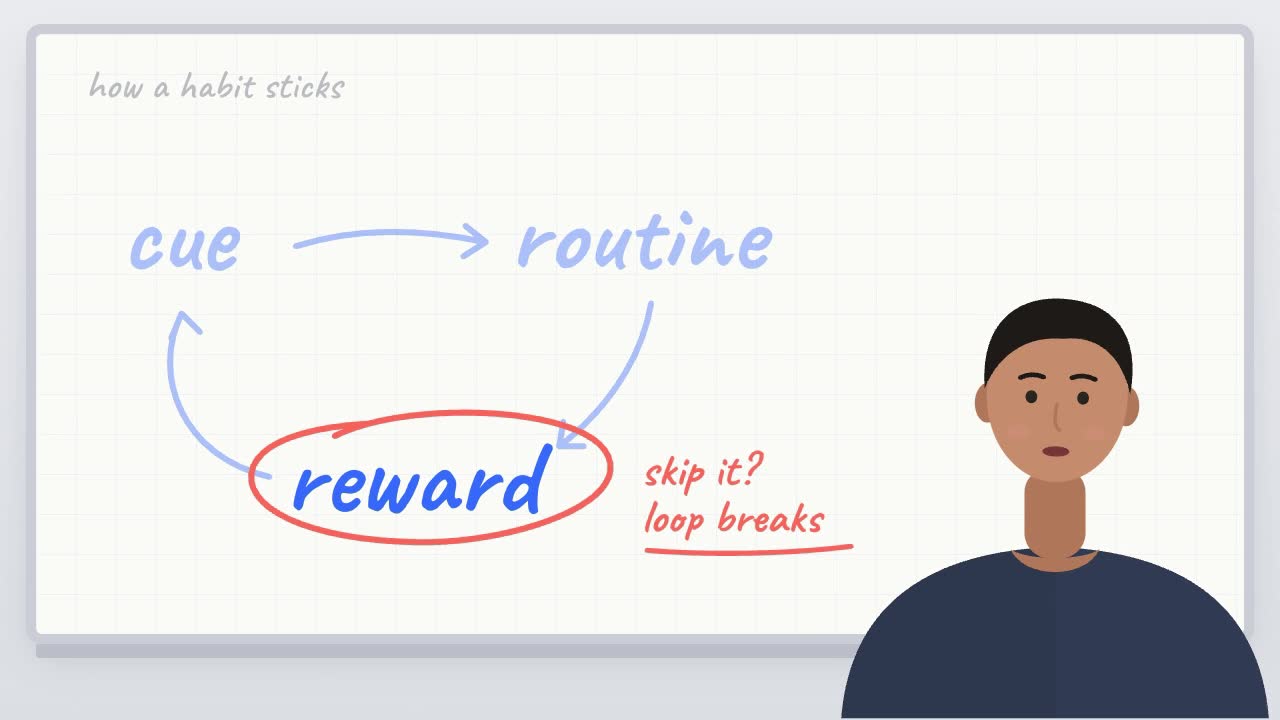 how a habit sticks
cue
routine
reward
skip it?
loop breaks